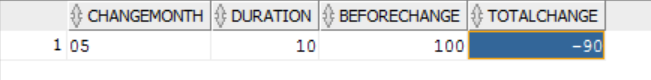 CHANGEMONTH DURATION BEFORECHANGE TOTALCHANGE
1 05 10 100 -90